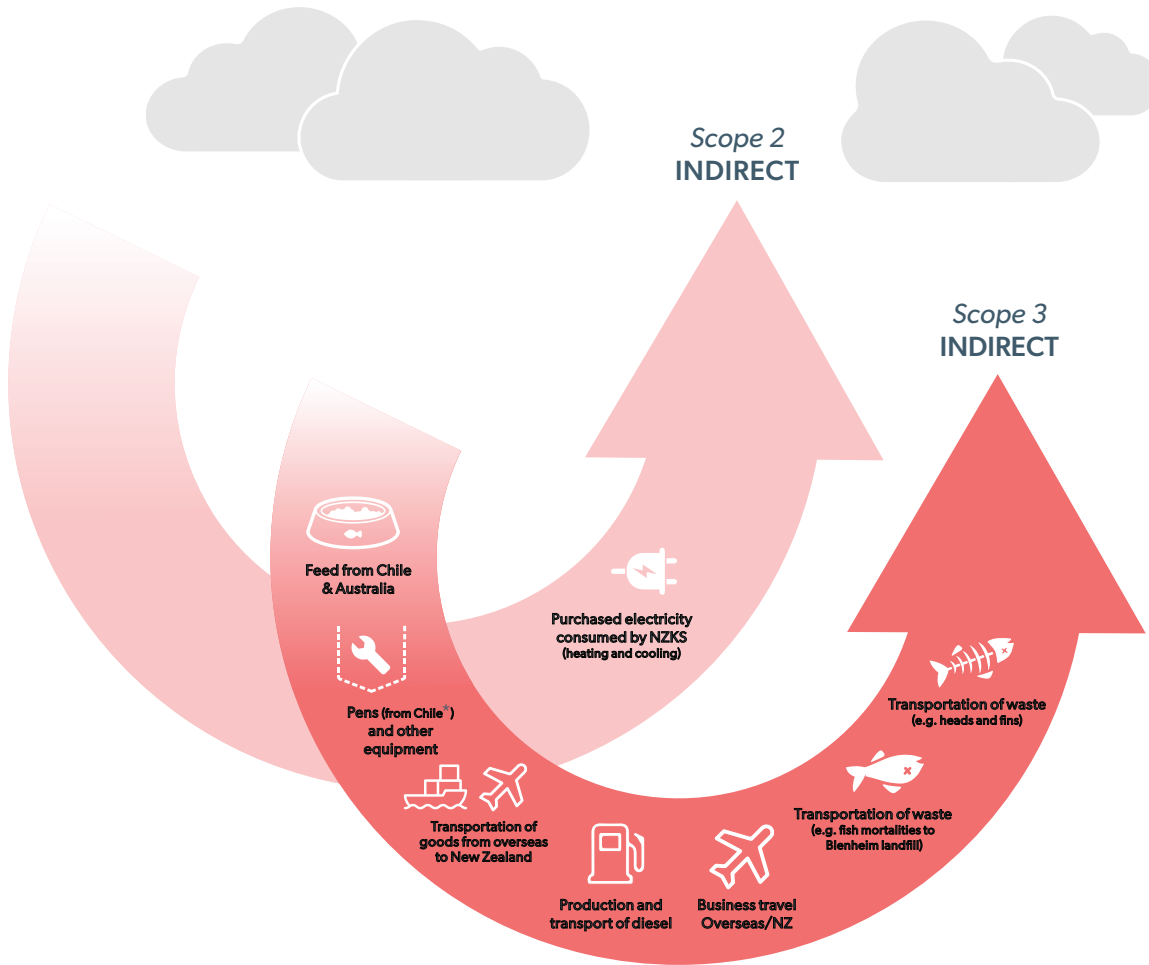 Scope 2
INDIRECT
Scope 3
INDIRECT
Feed from Chile
& Australia
Purchased electricity
consumed by NZKS
(heating and cooling)
Pens (from Chile*)
and other
equipment
Transportation of
goods from overseas
to New Zealand
Production and
transport of diesel
Business travel
Overseas/NZ
Transportation of waste
(e.g. fish mortalities to
Blenheim landfill)
Transportation of waste
(e.g. heads and fins)